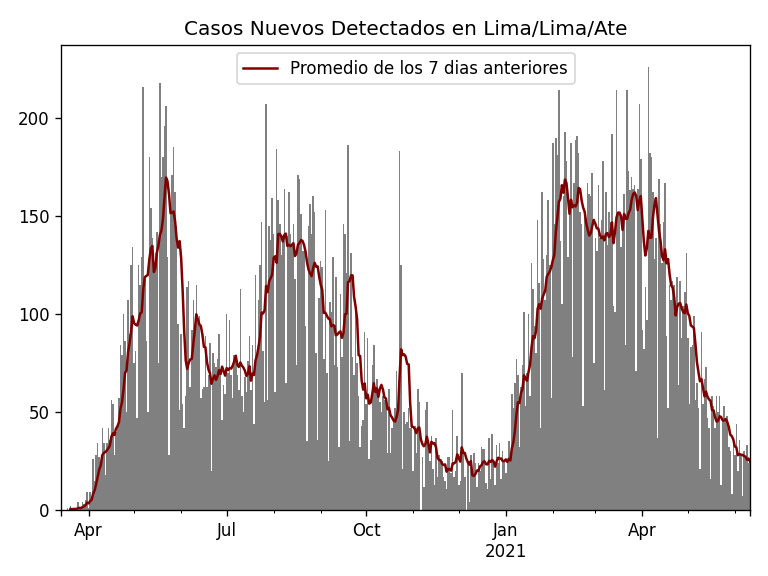 Casos Nuevos Detectados en Lima/Lima/Ate
Promedio de los 7 dias anteriores
200
150
100
50
0
Apr Jul Oct Jan Apr
2021